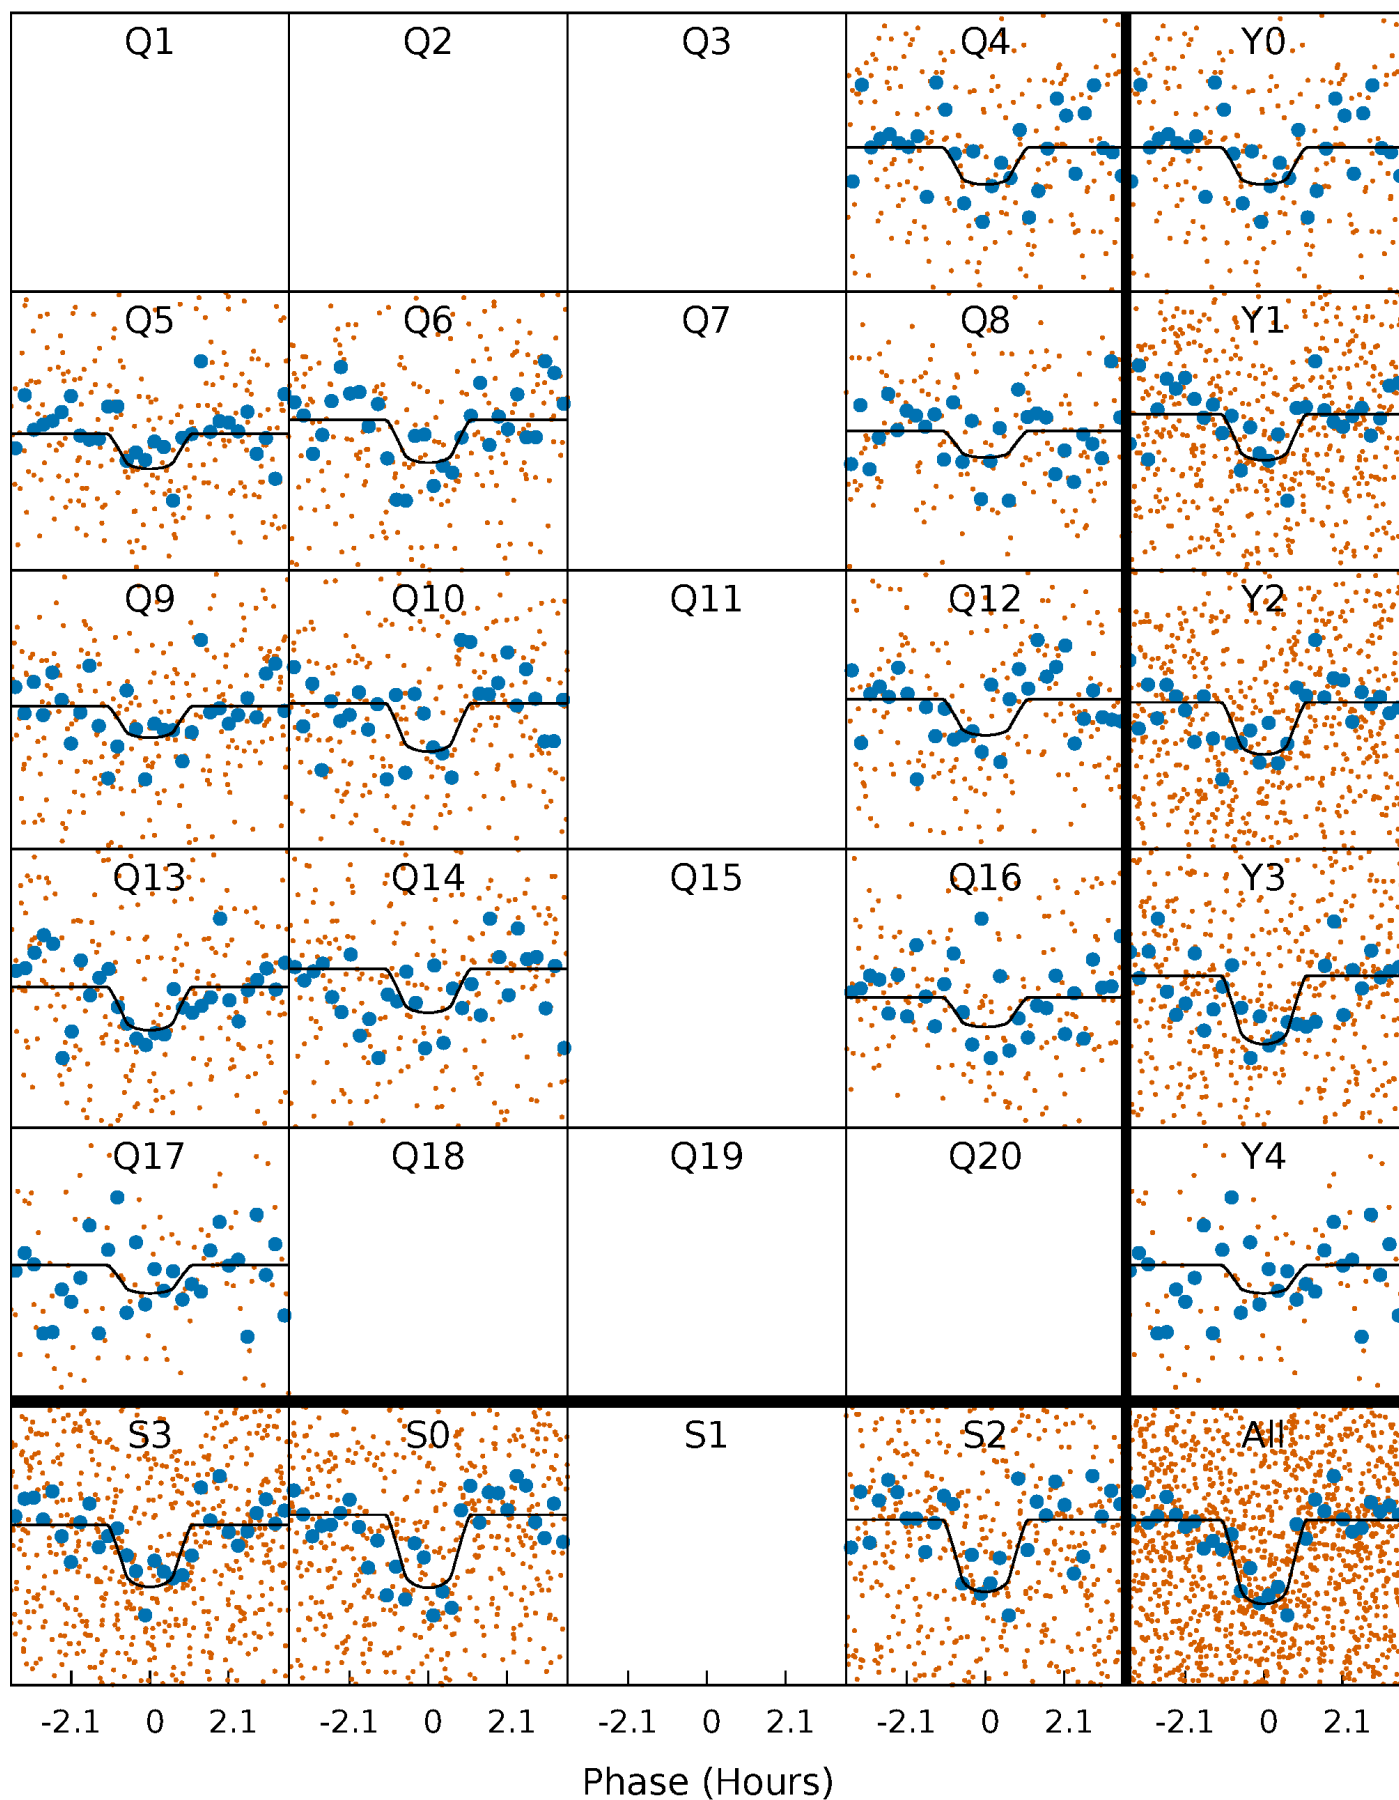 Q1 Q2 Q3 Q4 Y0
Q5 Q6 Q7 Q8 Y1
Q9 Q10 Q11 Q12 Y2
Q13 Q14 Q15 Q16 Y3
Q17 Q18 Q19 Q20 Y4
S3 S0 S1 S2 All
-2.1 0 2.1 -2.1 0 2.1 -2.1 0 2.1 -2.1 0 2.1 -2.1 0 2.1
Phase (Hours)